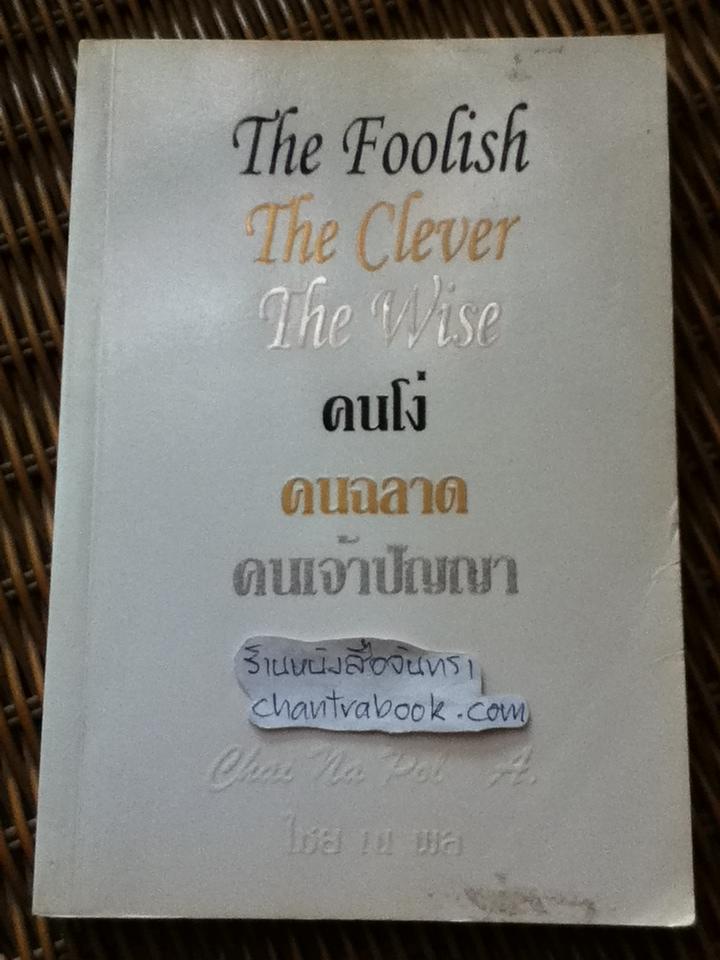 The Foolish
The Clever
The Wise
คนโง่
คนฉลาด
คนเจ้าปัญญา
ร้านหนังสือจันทรา
chantrabook.com
Chai Na Pol A.
ไชย ณ พล